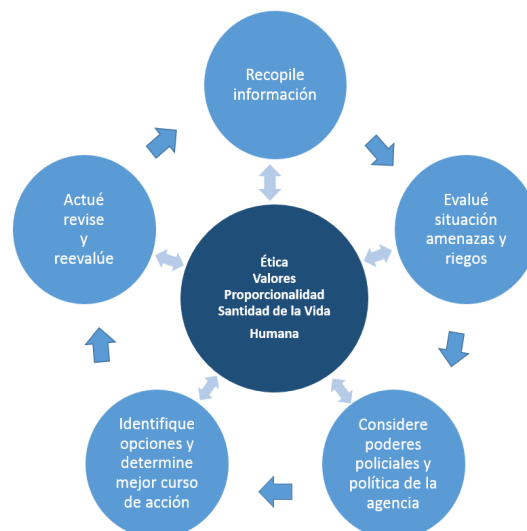 Recopile
información
Evalué
situación
amenazas y
riegos
Considere
poderes
policiales y
política de la
agencia
Identifique
opciones y
determine
mejor curso
de acción
Actué
revise
y
reevalúe
Ética
Valores
Proporcionalidad
Santidad de la Vida
Humana